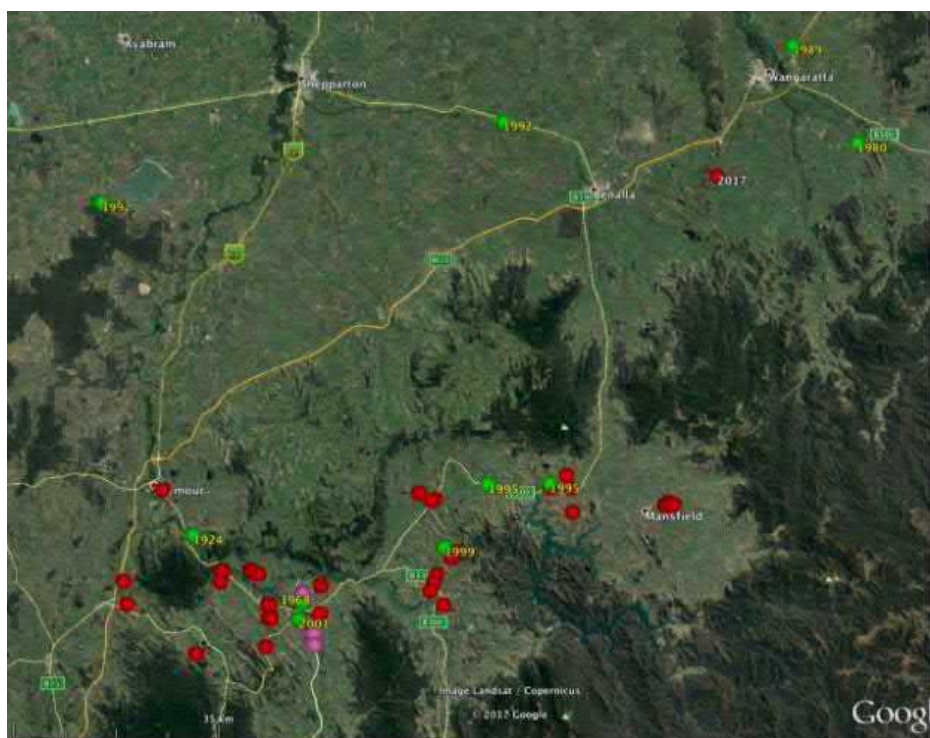 Kyabram
1989
Shepparton
Wangaratta
1992
1980
2017
Benalla
1995
1995
Mansfield
mour
1924
1999
1968
2001
Image Landsat / Copernicus
© 2017 Google
35 km
Goog